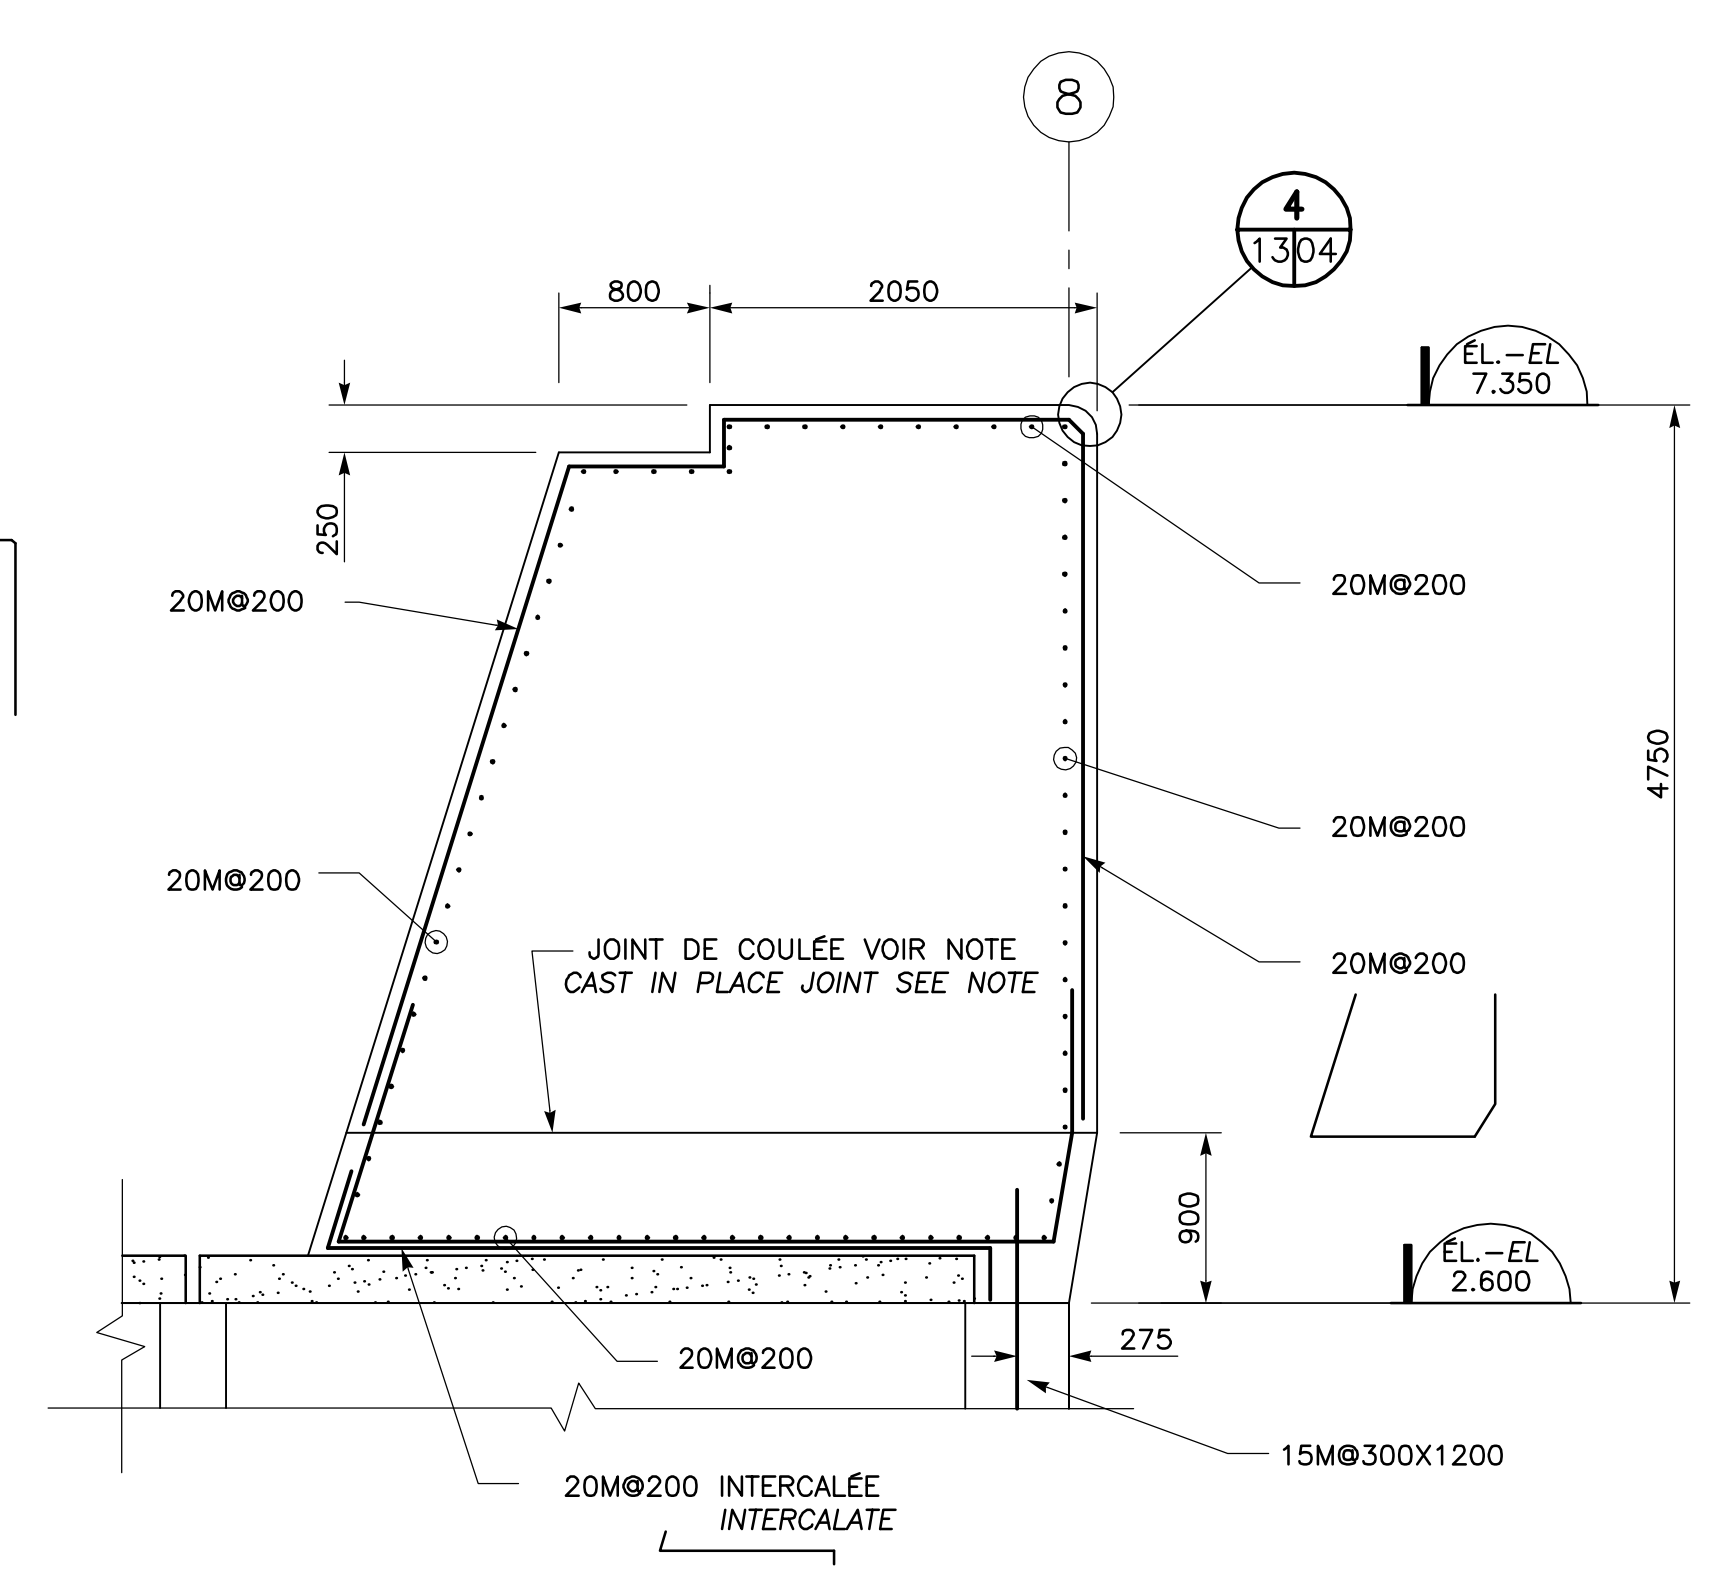 8
4
13 04
800
2050
ÉL.-EL
7.350
250
20M@200
20M@200
4750
20M@200
20M@200
JOINT DE COULÉE VOIR NOTE
CAST IN PLACE JOINT SEE NOTE
20M@200
900
ÉL.-EL
2.600
275
20M@200
15M@300X1200
20M@200 INTERCALÉE
INTERCALATE